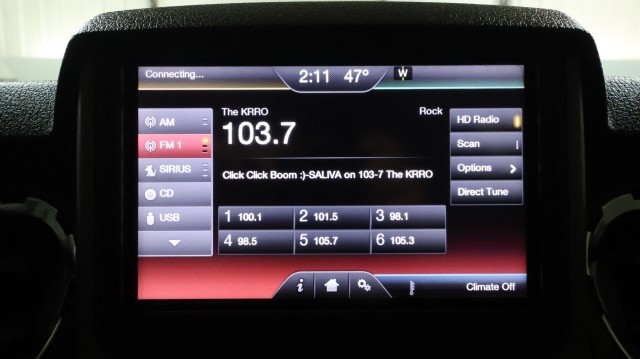 Connecting...
2:11 47º W
AM
FM 1
SIRIUS
CD
USB
The KRRO
Rock
103.7
Click Click Boom :)-SALIVA on 103-7 The KRRO
1 100.1 2 101.5 3 98.1
4 98.5 5 105.7 6 105.3
HD Radio
Scan
Options
Direct Tune
i
Climate Off